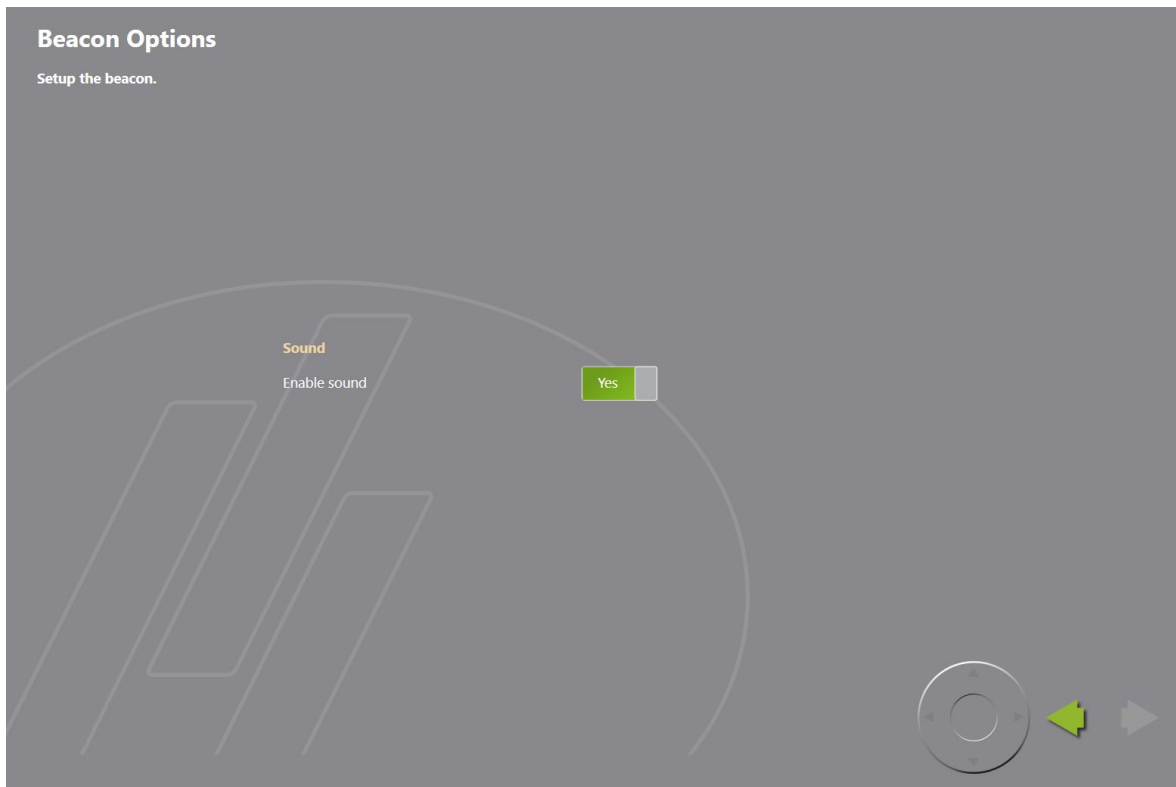 Beacon Options
Setup the beacon.
Sound
Enable sound Yes